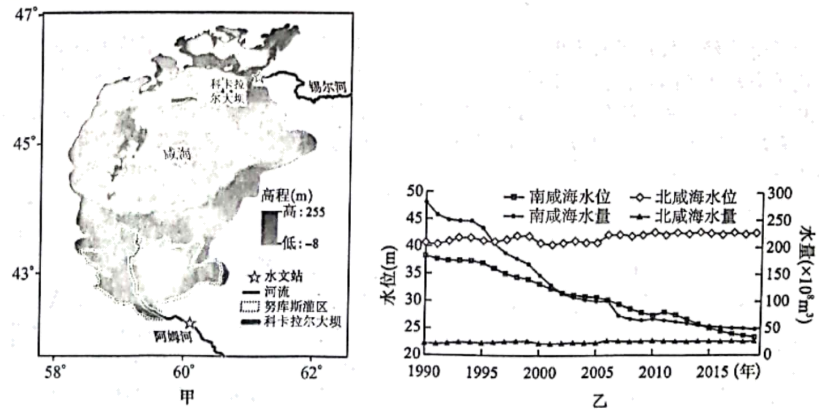 47°
45°
43°
58°
60°
62°
科卡拉
尔大坝
锡尔河
咸海
高程(m)
高：255
低：-8
水文站
河流
努库斯灌区
科卡拉尔大坝
阿姆河
甲
水位(m)
50
45
40
35
30
25
20
南咸海水位
北咸海水位
南咸海水量
北咸海水量
300
250
200
150
100
50
0
水量(×10⁸m³)
1990
1995
2000
2005
2010
2015
(年)
乙